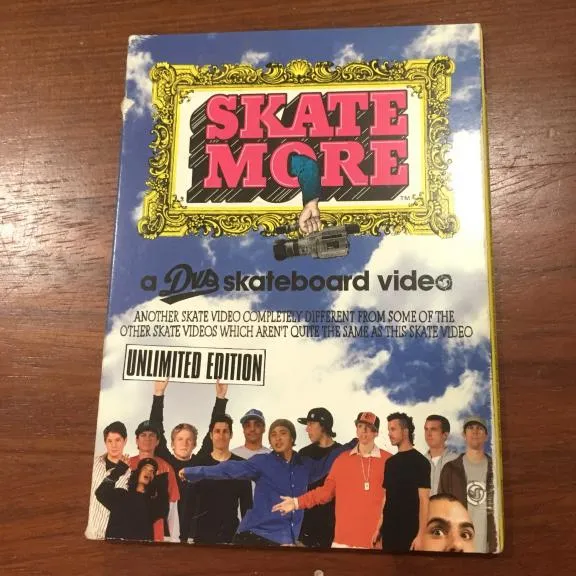 SKATE
MORE
TM
a DVS skateboard video
ANOTHER SKATE VIDEO COMPLETELY DIFFERENT FROM SOME OF THE
OTHER SKATE VIDEOS WHICH AREN'T QUITE THE SAME AS THIS SKATE VIDEO
UNLIMITED EDITION